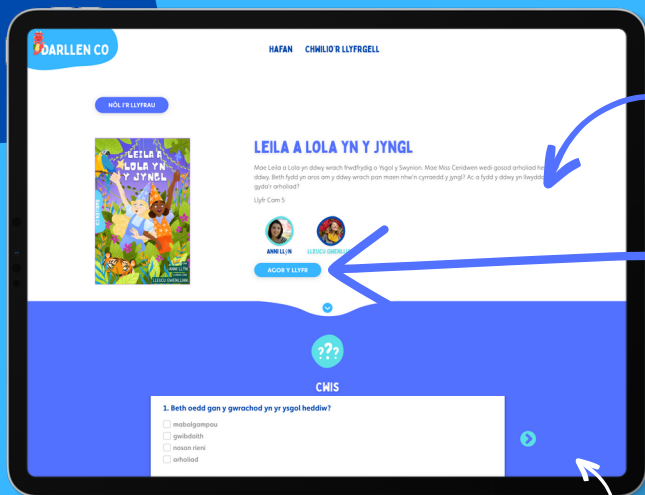 DARLLEN CO
HAFAN CHWILIO'R LLYFRGELL
NÔL I'R LLYFRAU
LEILA A
LOLA YN
Y JYNGL
ANNI LLŶN
LLEUCU GWENLLIAN
LEILA A LOLA YN Y JYNGL
Mae Leila a Lola yn ddwy wrach frwdfrydig o Ysgol y Swynion. Mae Miss Ceridwen wedi gosod arholiad
ddwy. Beth fydd yn aros am y ddwy wrach pan maen nhw'n cyrraedd y jyngl? Ac a fydd y ddwy yn
gyda'r arholiad?
Llyfr Cam 5
ANNI LLŶN
LLEUCU
AGOR Y LLYFR
???
CWIS
1. Beth oedd gan y gwrachod yn yr ysgol heddiw?
mabolgampau
gwibdaith
noson rieni
arholiad